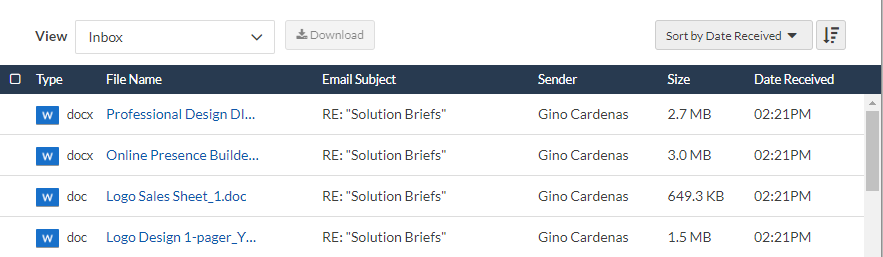 View Inbox Download Sort by Date Received
Type File Name Email Subject Sender Size Date Received
W docx Professional Design DI... RE: "Solution Briefs" Gino Cardenas 2.7 MB 02:21PM
W docx Online Presence Builde... RE: "Solution Briefs" Gino Cardenas 3.0 MB 02:21PM
W doc Logo Sales Sheet_1.doc RE: "Solution Briefs" Gino Cardenas 649.3 KB 02:21PM
W doc Logo Design 1-pager_Y... RE: "Solution Briefs" Gino Cardenas 1.5 MB 02:21PM